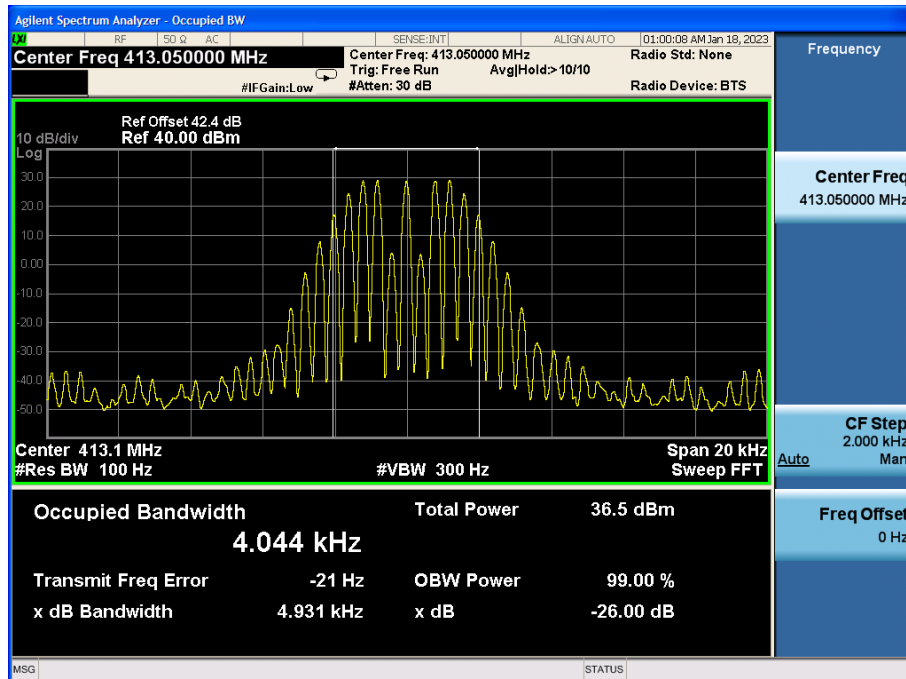 Agilent Spectrum Analyzer - Occupied BW
LXI RF 50 Ω AC SENSE:INT ALIGN AUTO 01:00:08 AM Jan 18, 2023
Center Freq 413.050000 MHz
Center Freq: 413.050000 MHz Radio Std: None
Trig: Free Run Avg|Hold:>10/10
#IFGain:Low #Atten: 30 dB Radio Device: BTS
Frequency
Ref Offset 42.4 dB
10 dB/div Ref 40.00 dBm
Log
30.0
20.0
10.0
0.00
-10.0
-20.0
-30.0
-40.0
-50.0
Center 413.1 MHz Span 20 kHz
#Res BW 100 Hz #VBW 300 Hz Sweep FFT
Center Freq
413.050000 MHz
CF Step
2.000 kHz
Auto Man
Freq Offset
0 Hz
Occupied Bandwidth Total Power 36.5 dBm
4.044 kHz
Transmit Freq Error -21 Hz OBW Power 99.00 %
x dB Bandwidth 4.931 kHz x dB -26.00 dB
MSG STATUS